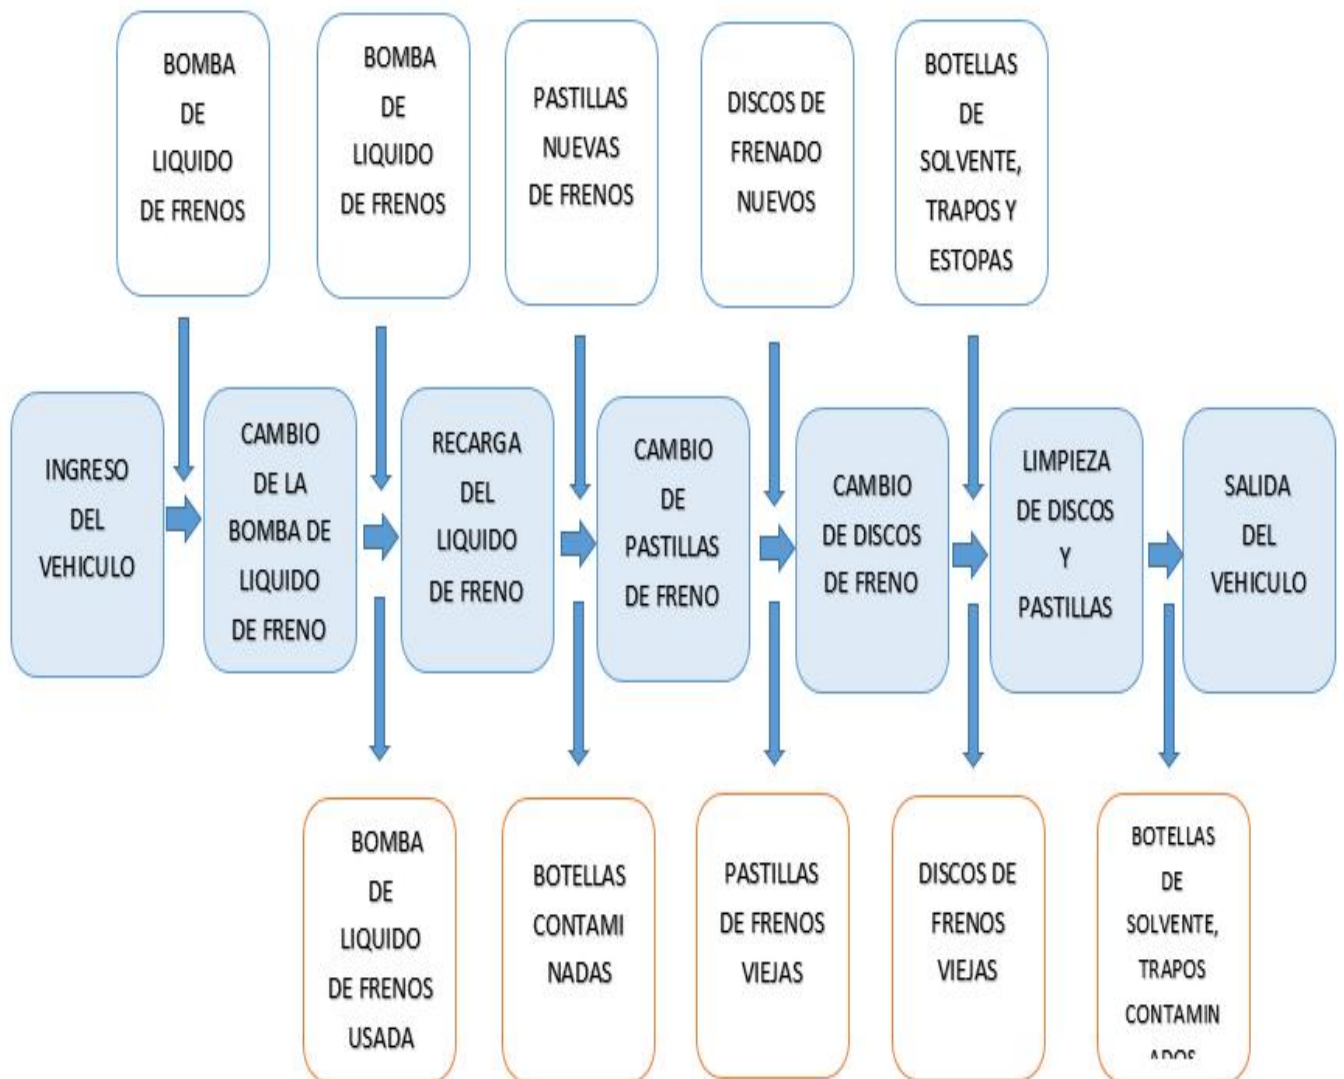 BOMBA
DE
LIQUIDO
DE FRENOS
BOMBA
DE
LIQUIDO
DE FRENOS
PASTILLAS
NUEVAS
DE FRENOS
DISCOS DE
FRENADO
NUEVOS
BOTELLAS
DE
SOLVENTE,
TRAPOS Y
ESTOPAS
INGRESO
DEL
VEHICULO
CAMBIO
DE LA
BOMBA DE
LIQUIDO
DE FRENO
RECARGA
DEL
LIQUIDO
DE FRENO
CAMBIO
DE
PASTILLAS
DE FRENO
CAMBIO
DE DISCOS
DE FRENO
LIMPIEZA
DE DISCOS
Y
PASTILLAS
SALIDA
DEL
VEHICULO
BOMBA
DE
LIQUIDO
DE FRENOS
USADA
BOTELLAS
CONTAMI
NADAS
PASTILLAS
DE FRENOS
VIEJAS
DISCOS DE
FRENOS
VIEJAS
BOTELLAS
DE
SOLVENTE,
TRAPOS
CONTAMIN
ADOS